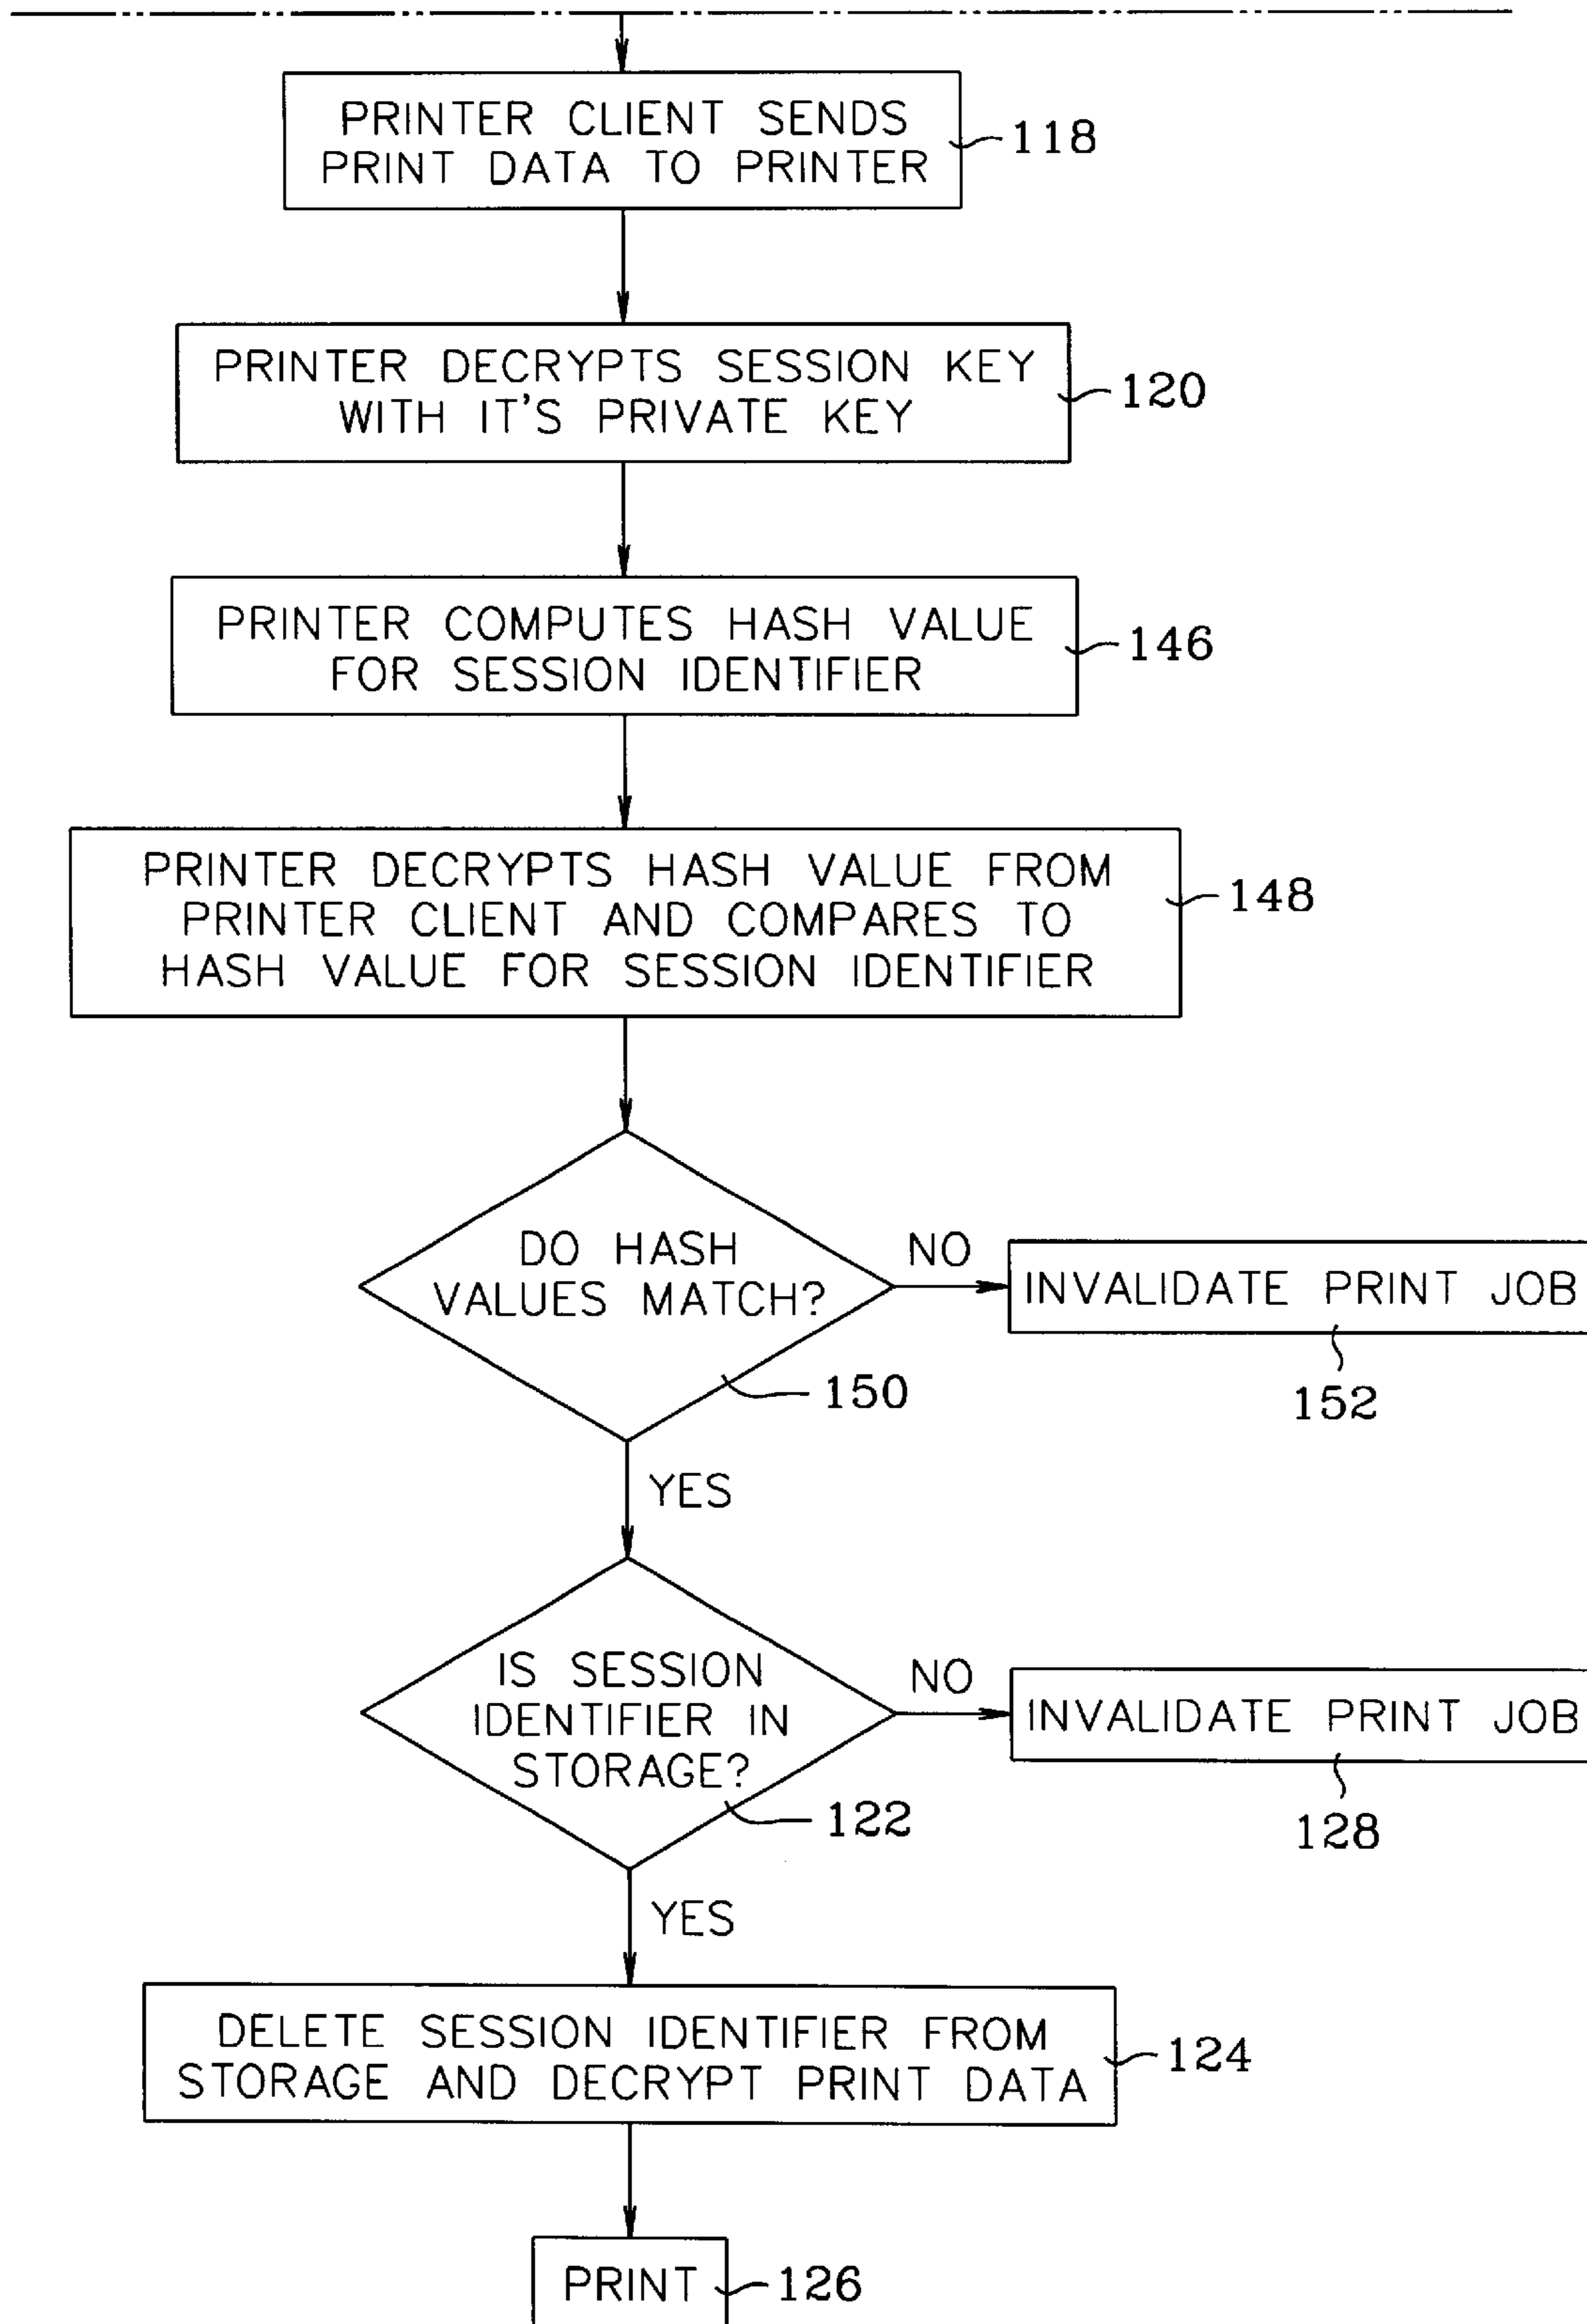 PRINTER CLIENT SENDS
PRINT DATA TO PRINTER
118
PRINTER DECRYPTS SESSION KEY
WITH IT'S PRIVATE KEY
120
PRINTER COMPUTES HASH VALUE
FOR SESSION IDENTIFIER
146
PRINTER DECRYPTS HASH VALUE FROM
PRINTER CLIENT AND COMPARES TO
HASH VALUE FOR SESSION IDENTIFIER
148
DO HASH
VALUES MATCH?
150
NO
INVALIDATE PRINT JOB
152
YES
IS SESSION
IDENTIFIER IN
STORAGE?
122
NO
INVALIDATE PRINT JOB
128
YES
DELETE SESSION IDENTIFIER FROM
STORAGE AND DECRYPT PRINT DATA
124
PRINT
126